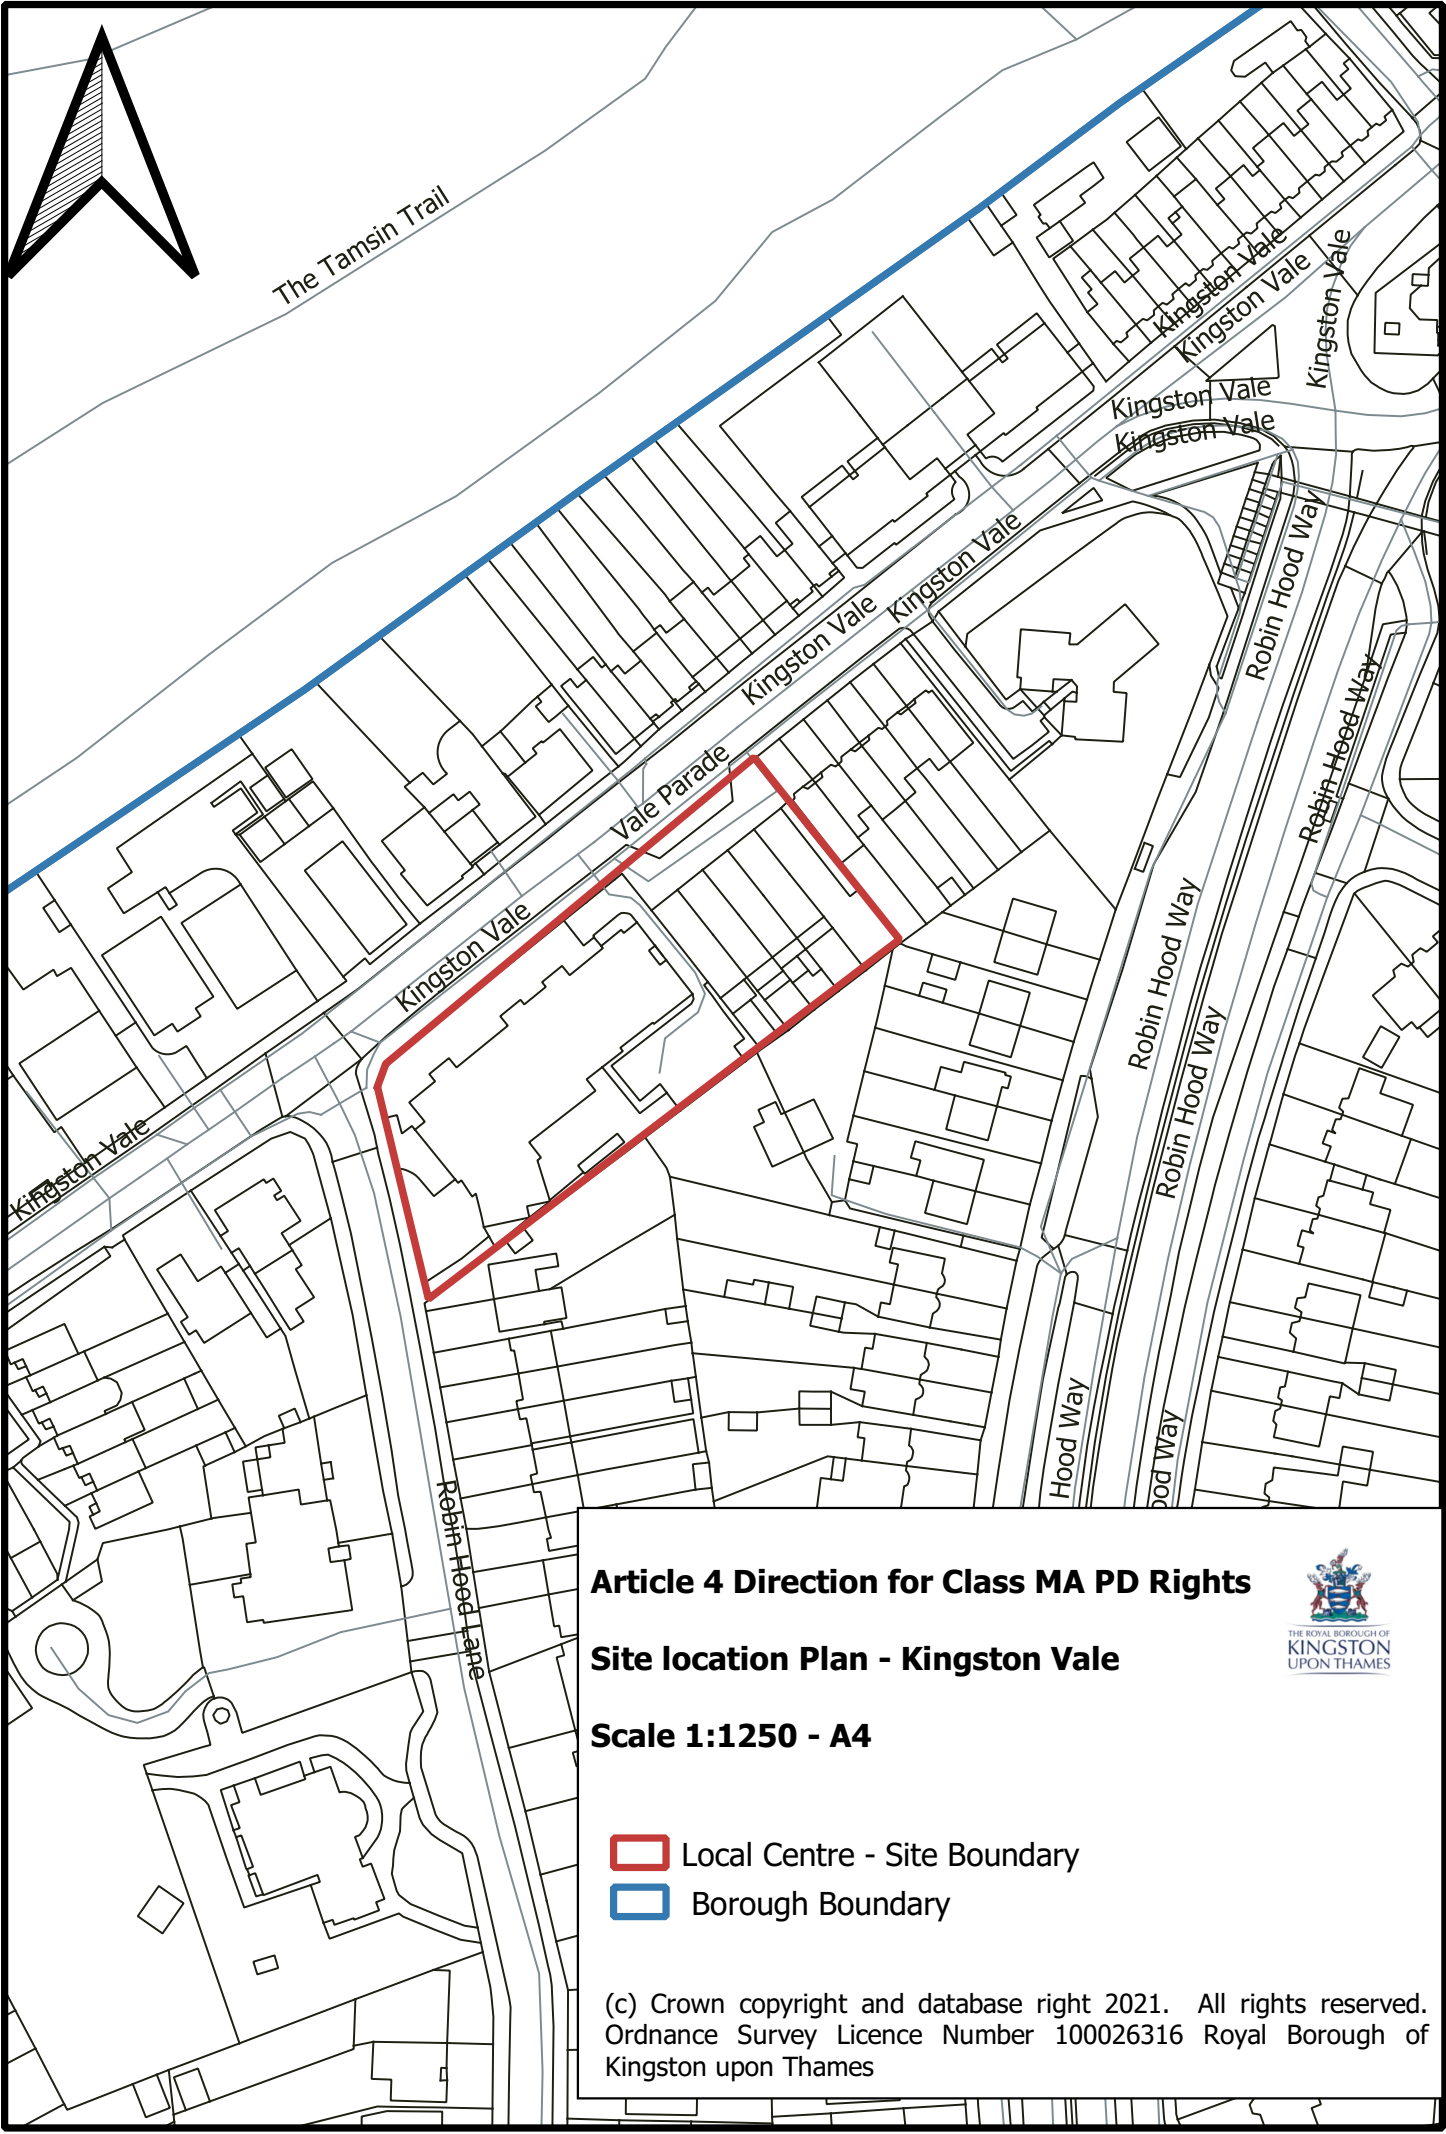 The Tamsin Trail
Kingston Vale
Kingston Vale
Kingston Vale
Kingston Vale
Kingston Vale
Kingston Vale
Kingston Vale
Robin Hood Way
Robin Hood Way
Vale Parade
Kingston Vale
Robin Hood Way
Robin Hood Way
Kingston Vale
Hood Way
ood Way
Robin Hood Lane
Article 4 Direction for Class MA PD Rights
THE ROYAL BOROUGH OF
KINGSTON
UPON THAMES
Site location Plan - Kingston Vale
Scale 1:1250 - A4
Local Centre - Site Boundary
Borough Boundary
(c) Crown copyright and database right 2021. All rights reserved.
Ordnance Survey Licence Number 100026316 Royal Borough of
Kingston upon Thames